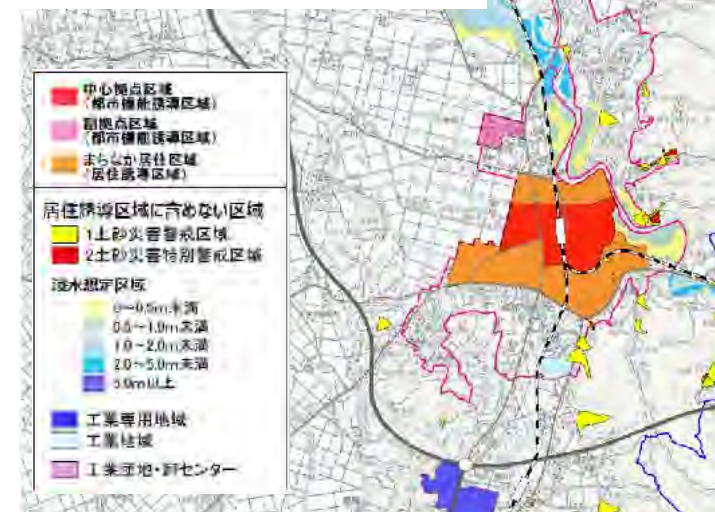 中心拠点区域
(都市機能誘導区域)
副拠点区域
(都市機能誘導区域)
まちなか居住区域
(居住誘導区域)
居住誘導区域に含めない区域
1土砂災害警戒区域
2土砂災害特別警戒区域
浸水想定区域
0～0.5m未満
0.5～1.0m未満
1.0～2.0m未満
2.0～5.0m未満
5.0m以上
工業専用地域
工業地域
工業団地・卸センター